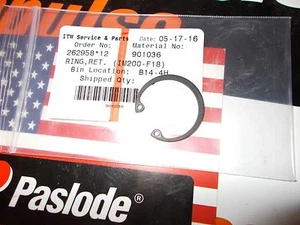 ITW Service & Parts Date: 05-17-16
Order No: Material No:
262958*12 901036
RING,RET. (IM200-F18)
Bin Location: B14-4H
Shipped Qty:
Paslode